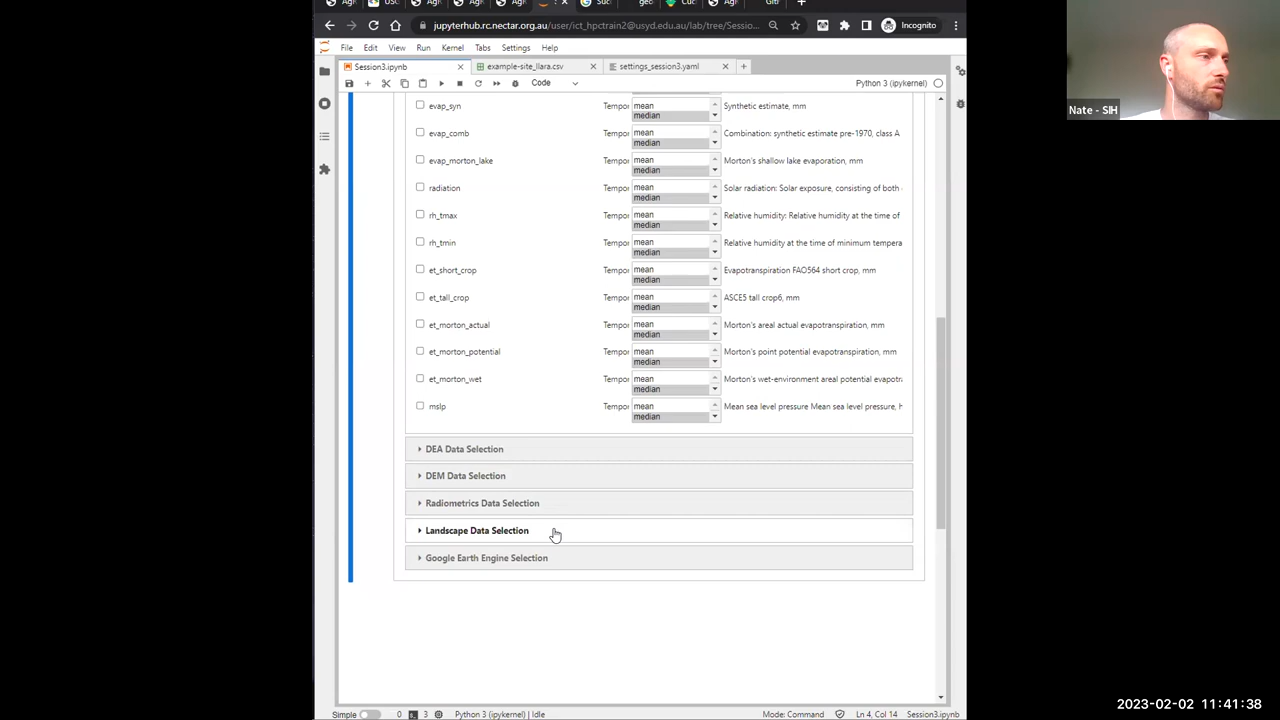 jupyterhub.rc.nectar.org.au/user/ict_hpctrain2@usyd.edu.au/lab/tree/Sessio...
Incognito
File Edit View Run Kernel Tabs Settings Help
Session3.ipynb example-site_llara.csv settings_session3.yaml
Code Python 3 (ipykernel)
evap_syn Tempor mean median Synthetic estimate, mm
evap_comb Tempor mean median Combination: synthetic estimate pre-1970, class A
evap_morton_lake Tempor mean median Morton's shallow lake evaporation, mm
radiation Tempor mean median Solar radiation: Solar exposure, consisting of both
rh_tmax Tempor mean median Relative humidity: Relative humidity at the time of
rh_tmin Tempor mean median Relative humidity at the time of minimum tempera
et_short_crop Tempor mean median Evapotranspiration FAO564 short crop, mm
et_tall_crop Tempor mean median ASCE5 tall crop6, mm
et_morton_actual Tempor mean median Morton's areal actual evapotranspiration, mm
et_morton_potential Tempor mean median Morton's point potential evapotranspiration, mm
et_morton_wet Tempor mean median Morton's wet-environment areal potential evapotr
mslp Tempor mean median Mean sea level pressure Mean sea level pressure, h
DEA Data Selection
DEM Data Selection
Radiometrics Data Selection
Landscape Data Selection
Google Earth Engine Selection
Simple 0 3 Python 3 (ipykernel) | Idle Mode: Command Ln 4, Col 14 Session3.ipynb
Nate - SIH
2023-02-02 11:41:38